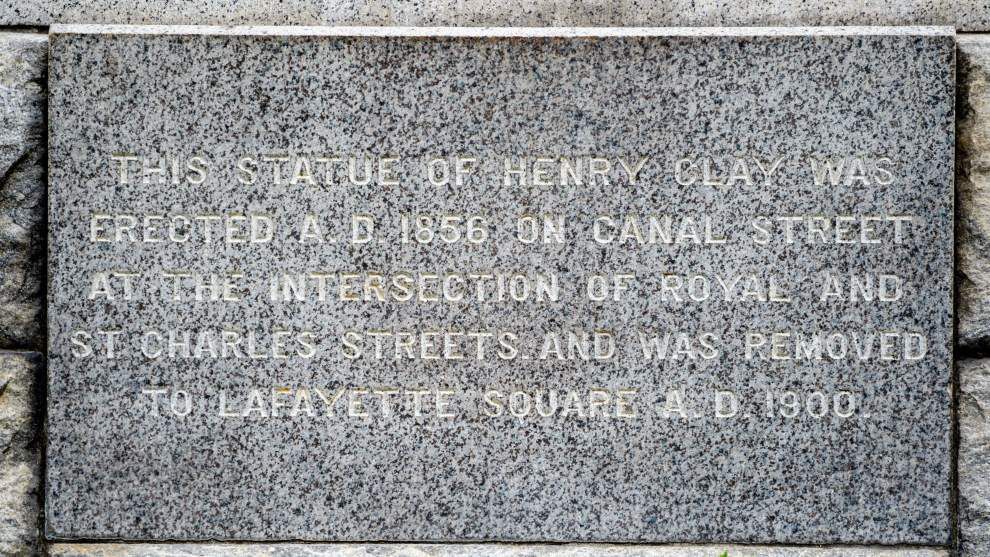 THIS STATUE OF HENRY CLAY WAS
ERECTED A. D. 1856 ON CANAL STREET
AT THE INTERSECTION OF ROYAL AND
ST CHARLES STREETS. AND WAS REMOVED
TO LAFAYETTE SQUARE A. D. 1900.